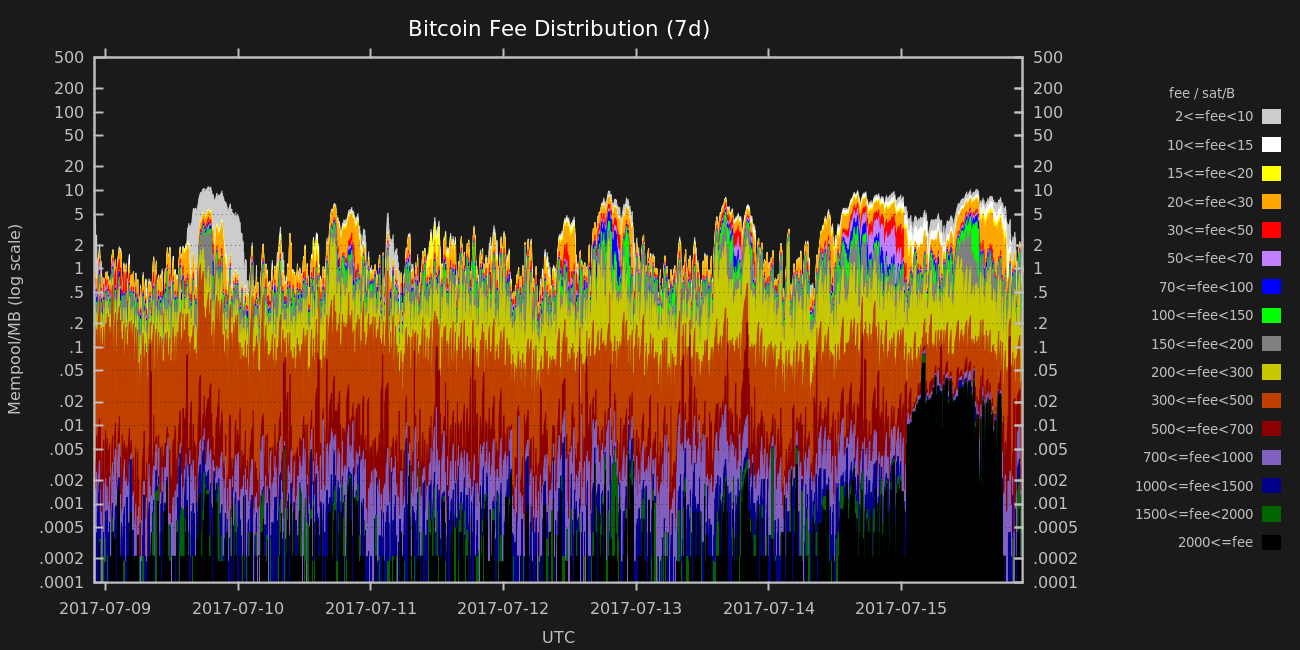 Bitcoin Fee Distribution (7d)
500
200
100
50
20
10
5
2
1
.5
.2
.1
.05
.02
.01
.005
.002
.001
.0005
.0002
.0001
Mempool/MB (log scale)
500
200
100
50
20
10
5
2
1
.5
.2
.1
.05
.02
.01
.005
.002
.001
.0005
.0002
.0001
fee / sat/B
2<=fee<10
10<=fee<15
15<=fee<20
20<=fee<30
30<=fee<50
50<=fee<70
70<=fee<100
100<=fee<150
150<=fee<200
200<=fee<300
300<=fee<500
500<=fee<700
700<=fee<1000
1000<=fee<1500
1500<=fee<2000
2000<=fee
2017-07-09 2017-07-10 2017-07-11 2017-07-12 2017-07-13 2017-07-14 2017-07-15
UTC